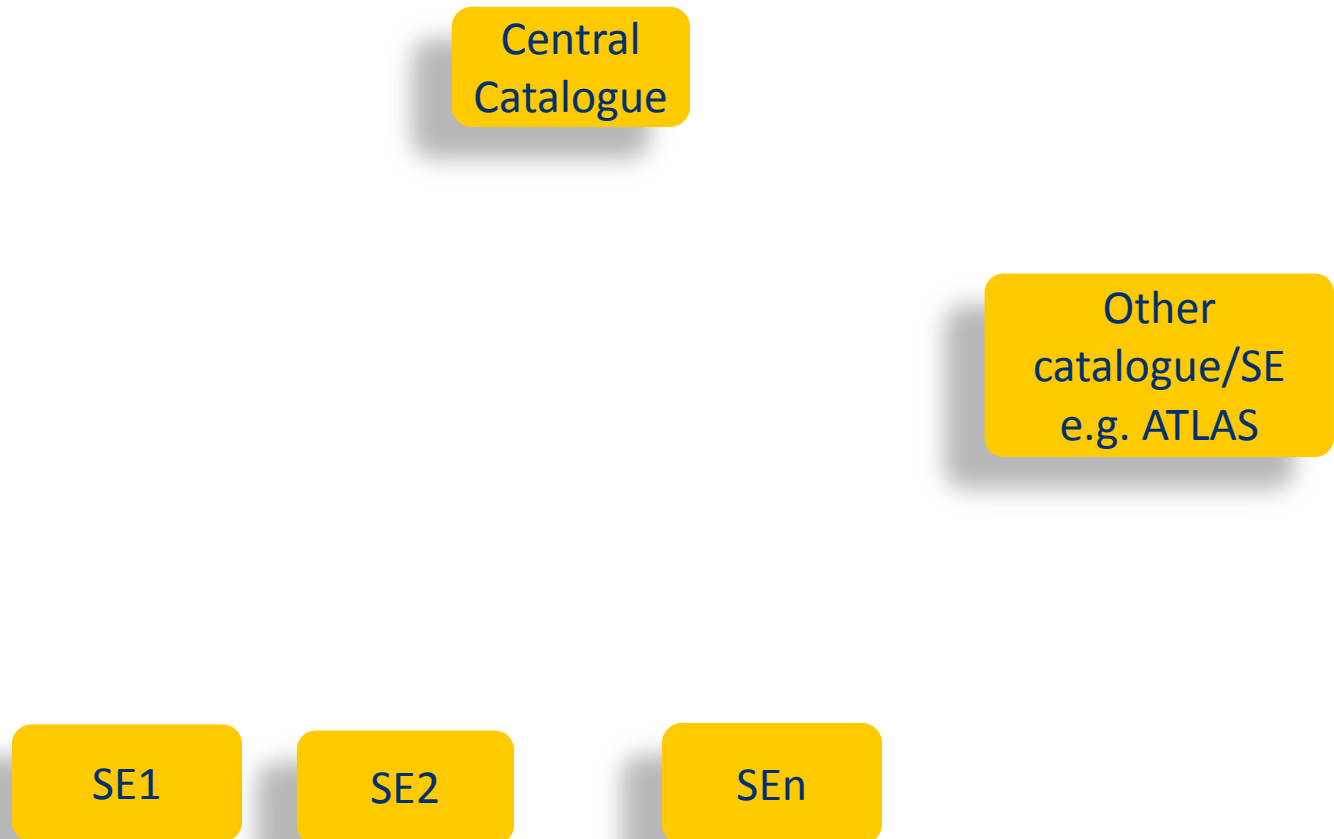 Central
Catalogue
Other
catalogue/SE
e.g. ATLAS
SE1
SE2
SEn